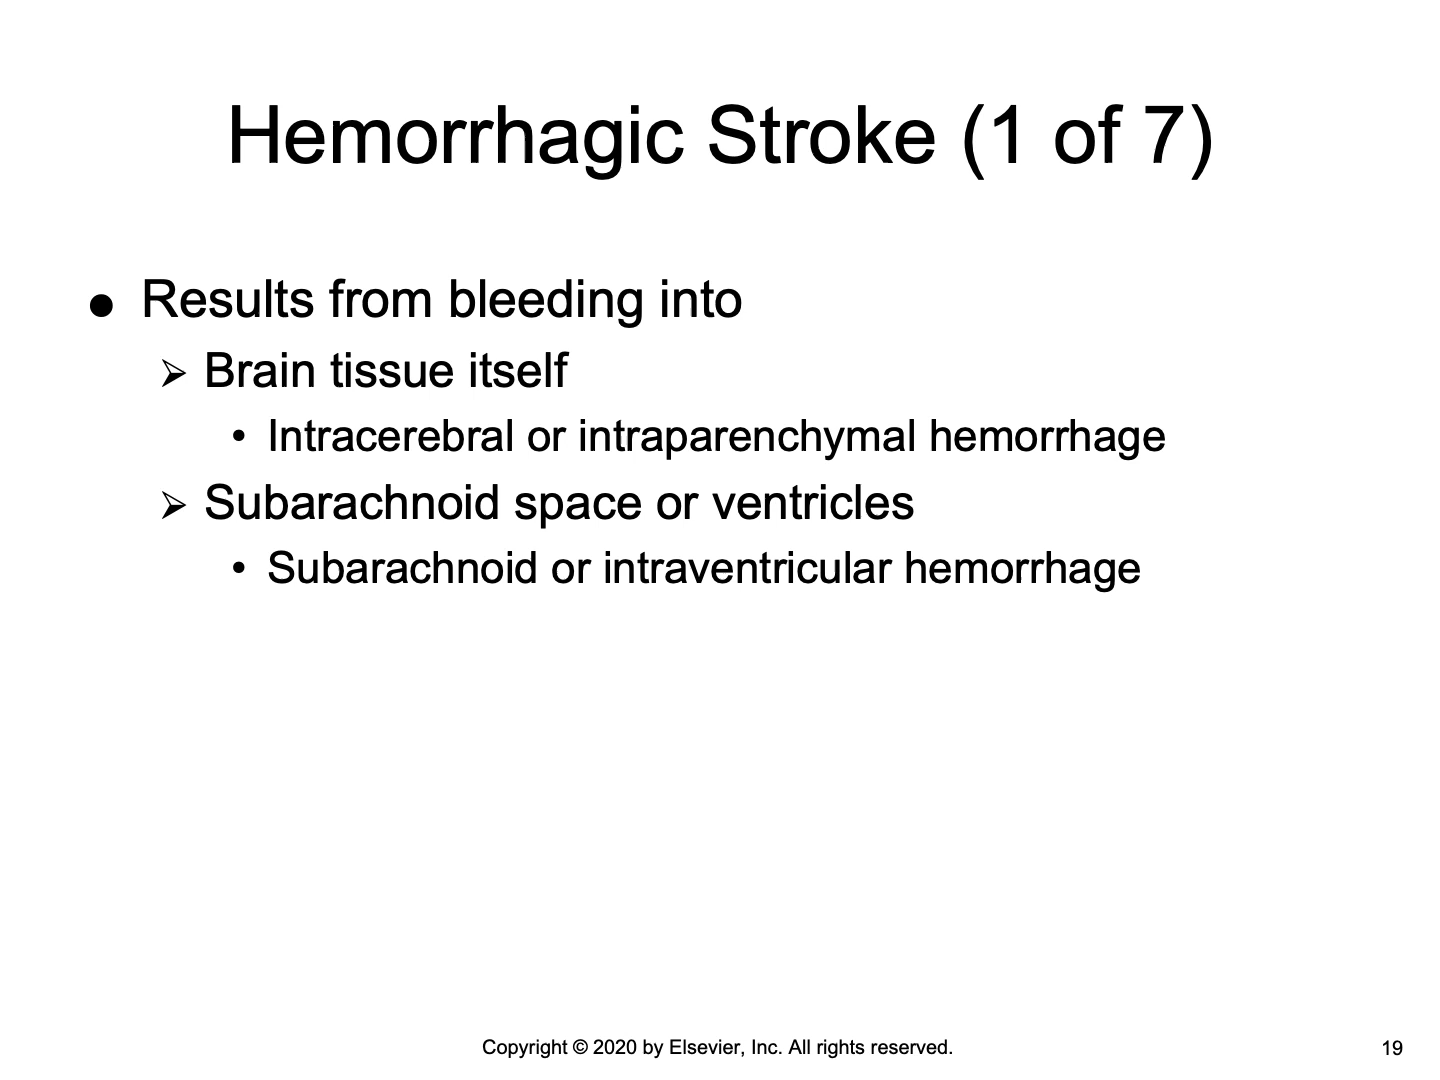 Hemorrhagic Stroke (1 of 7)
● Results from bleeding into
➢ Brain tissue itself
• Intracerebral or intraparenchymal hemorrhage
➢ Subarachnoid space or ventricles
• Subarachnoid or intraventricular hemorrhage
Copyright © 2020 by Elsevier, Inc. All rights reserved.
19